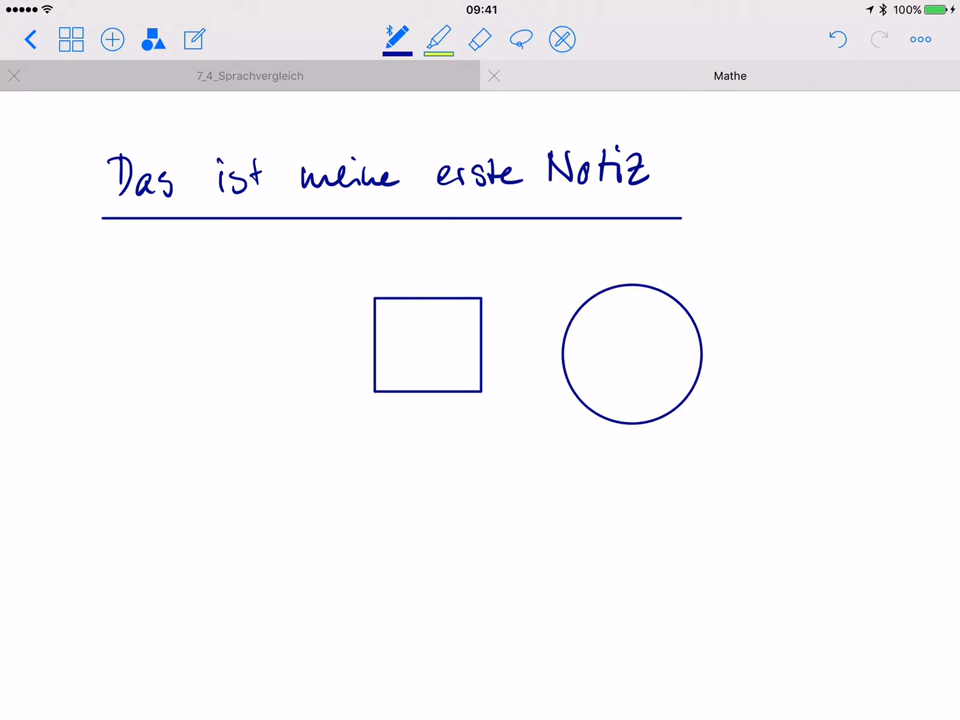 09:41
100%
7_4_Sprachvergleich
Mathe
Das ist meine erste Notiz